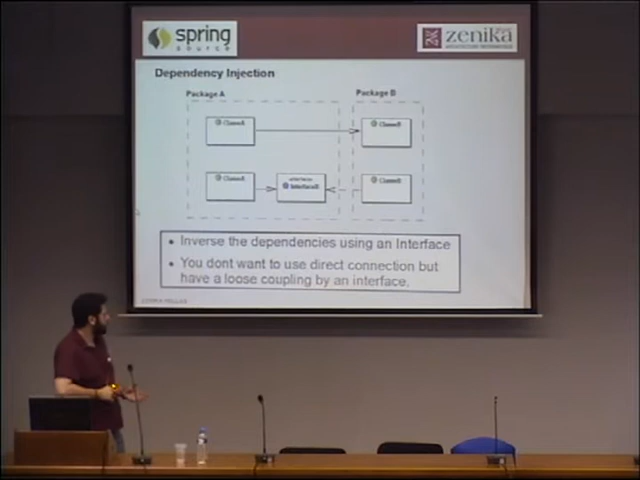 spring
source
zenika
Dependency Injection
Package A
Package B
ClassA
ClassB
ClassA
InterfaceB
ClassB
• Inverse the dependencies using an Interface
• You dont want to use direct connection but
have a loose coupling by an interface.